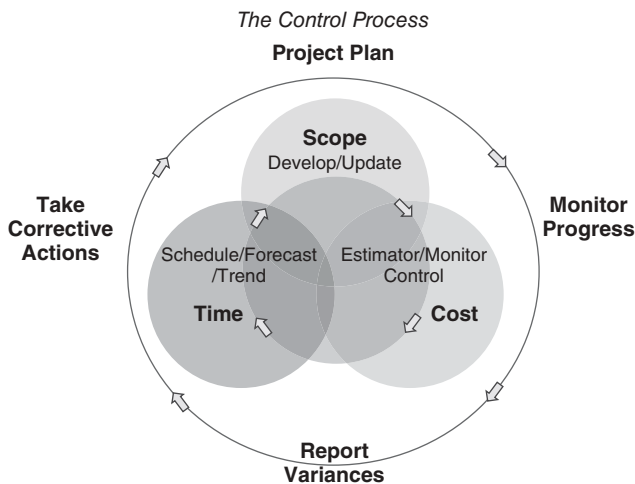 The Control Process
Project Plan
Scope
Develop/Update
Take
Corrective
Actions
Monitor
Progress
Schedule/Forecast
/Trend
Estimator/Monitor
Control
Time
Cost
Report
Variances